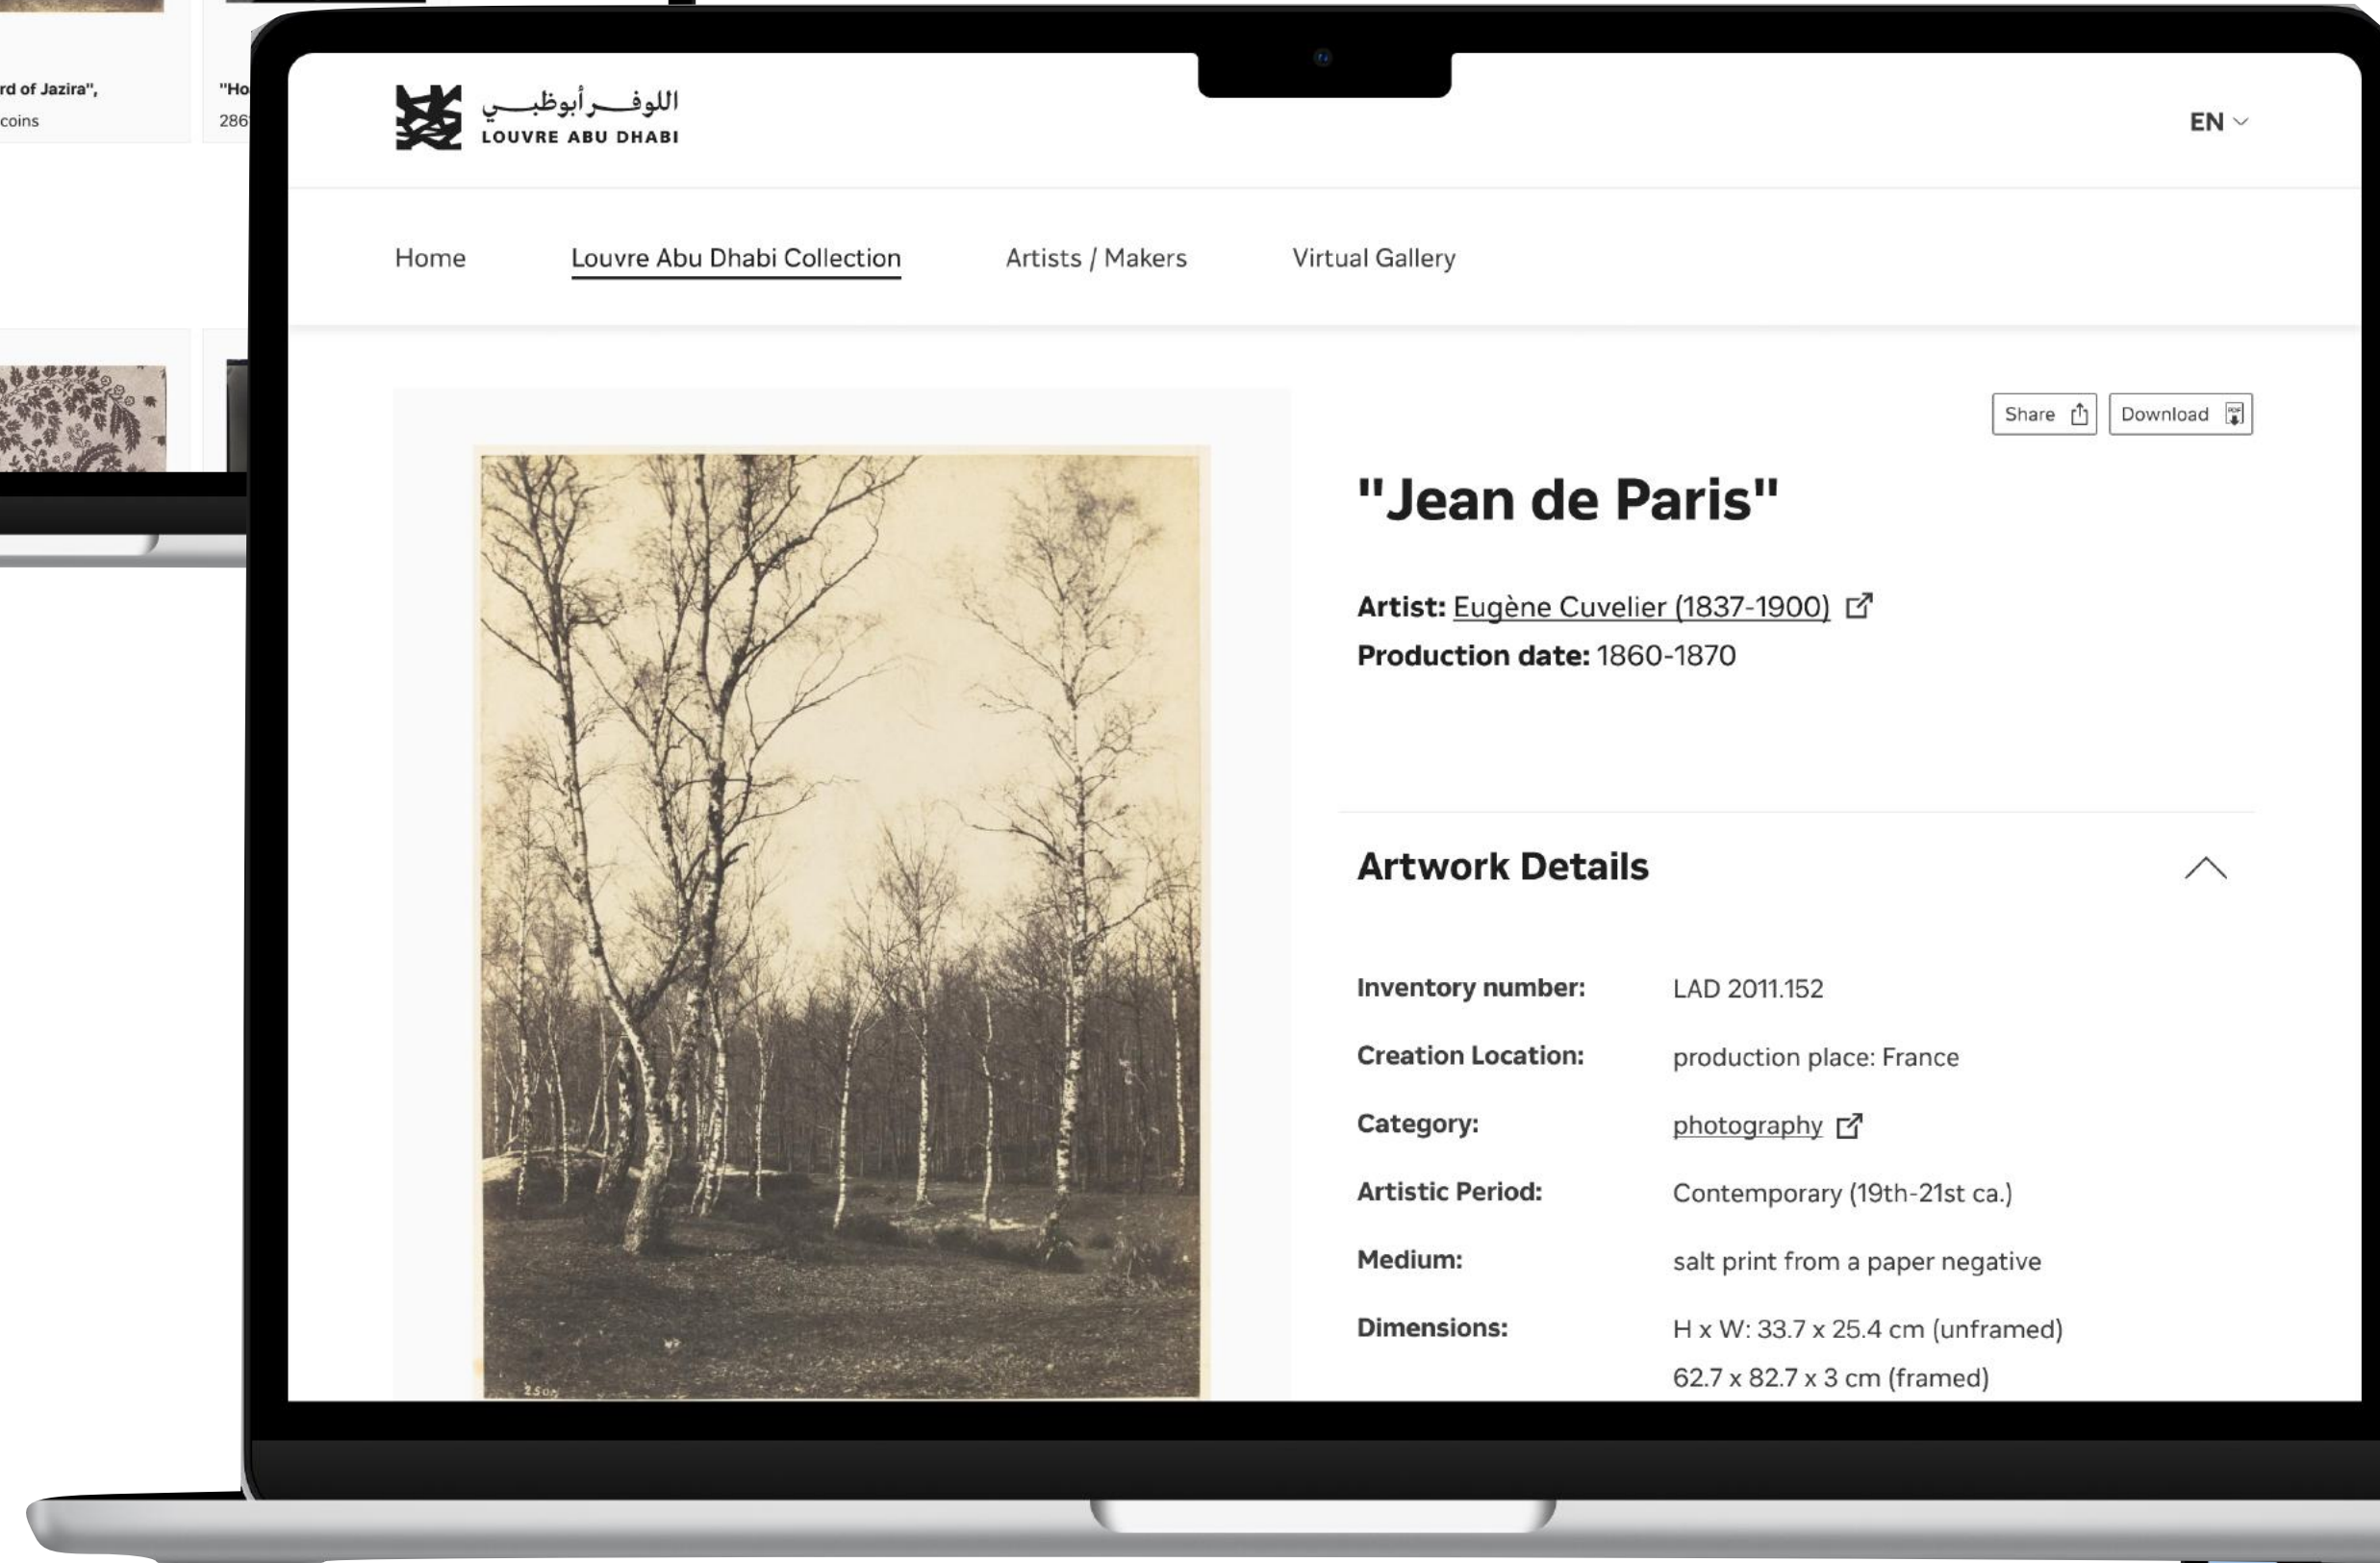 rd of Jazira",
coins
"Ho
286
اللوفر أبوظبي
LOUVRE ABU DHABI
EN
Home
Louvre Abu Dhabi Collection
Artists / Makers
Virtual Gallery
Share
Download
PDF
"Jean de Paris"
Artist: Eugène Cuvelier (1837-1900)
Production date: 1860-1870
Artwork Details
Inventory number: LAD 2011.152
Creation Location: production place: France
Category: photography
Artistic Period: Contemporary (19th-21st ca.)
Medium: salt print from a paper negative
Dimensions: H x W: 33.7 x 25.4 cm (unframed)
62.7 x 82.7 x 3 cm (framed)